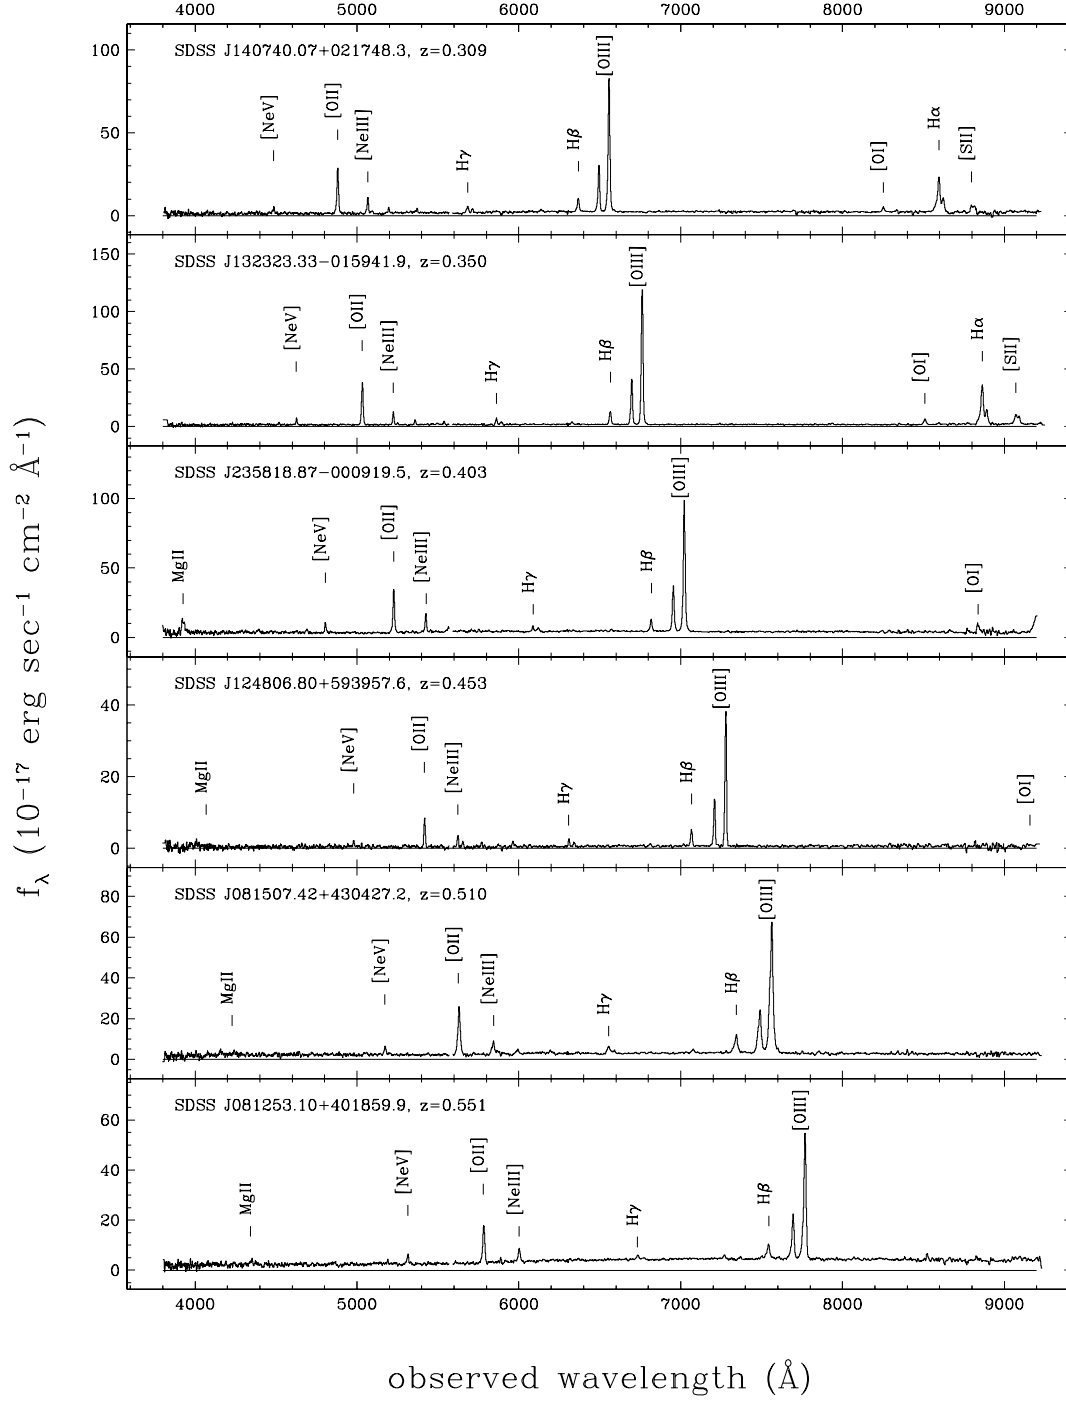 4000 5000 6000 7000 8000 9000
SDSS J140740.07+021748.3, z=0.309
100
50
0
[NeV] [OII] [NeIII] Hγ Hβ [OIII] [OI] Hα [SII]
SDSS J132323.33−015941.9, z=0.350
150
100
50
0
[NeV] [OII] [NeIII] Hγ Hβ [OIII] [OI] Hα [SII]
SDSS J235818.87−000919.5, z=0.403
100
50
0
MgII [NeV] [OII] [NeIII] Hγ Hβ [OIII] [OI]
SDSS J124806.80+593957.6, z=0.453
40
20
0
MgII [NeV] [OII] [NeIII] Hγ Hβ [OIII] [OI]
SDSS J081507.42+430427.2, z=0.510
80
60
40
20
0
MgII [NeV] [OII] [NeIII] Hγ Hβ [OIII]
SDSS J081253.10+401859.9, z=0.551
60
40
20
0
MgII [NeV] [OII] [NeIII] Hγ Hβ [OIII]
4000 5000 6000 7000 8000 9000
f_λ (10⁻¹⁷ erg sec⁻¹ cm⁻² Å⁻¹)
observed wavelength (Å)